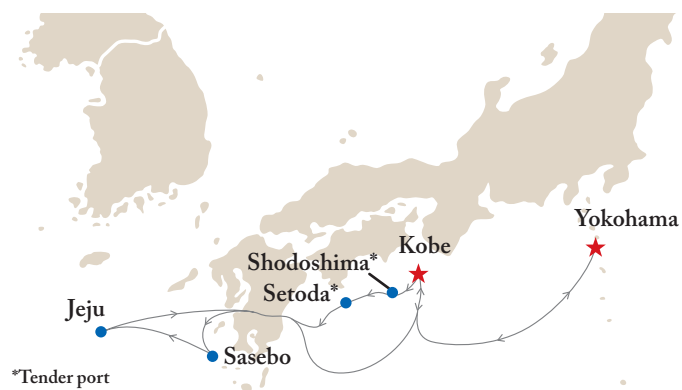 Yokohama
Kobe
Shodoshima*
Setoda*
Jeju
Sasebo
*Tender port